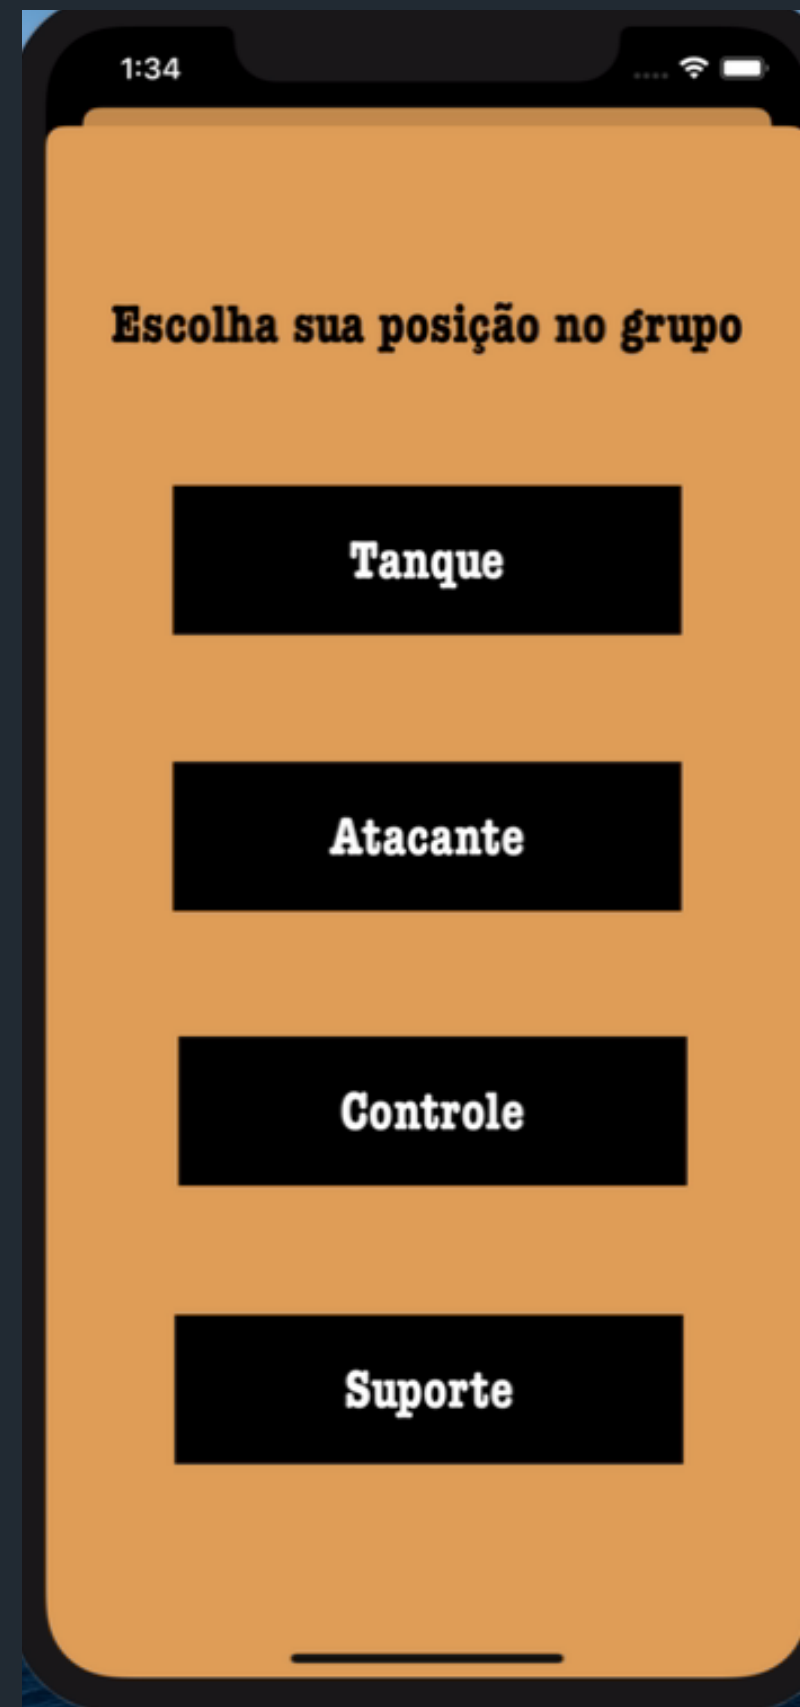 1:34
Escolha sua posição no grupo
Tanque
Atacante
Controle
Suporte